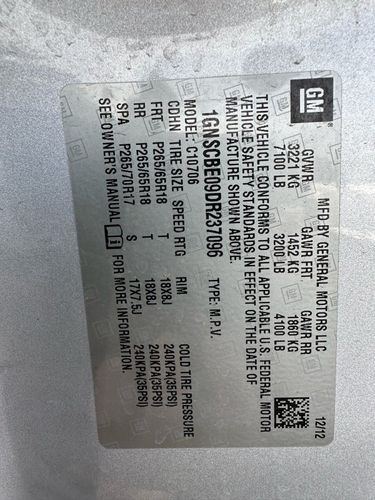 GM
MFD BY GENERAL MOTORS LLC 12/12
GVWR GAWR FRT GAWR RR
3221 KG 1452 KG 1860 KG
7100 LB 3200 LB 4100 LB
THIS VEHICLE CONFORMS TO ALL APPLICABLE U.S. FEDERAL MOTOR
VEHICLE SAFETY STANDARDS IN EFFECT ON THE DATE OF
MANUFACTURE SHOWN ABOVE.
1GNSCBE09DR237096 TYPE: M.P.V.
MODEL: C10706
CDHN TIRE SIZE SPEED RTG RIM COLD TIRE PRESSURE
FRT P265/65R18 T 18X8J 240KPA(35PSI)
RR P265/65R18 T 18X8J 240KPA(35PSI)
SPA P265/70R17 S 17X7.5J 240KPA(35PSI)
SEE OWNER'S MANUAL FOR MORE INFORMATION